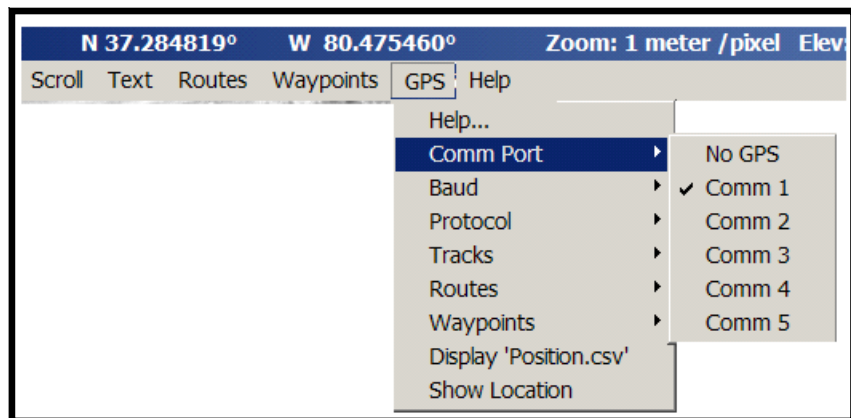 N 37.284819º W 80.475460º Zoom: 1 meter /pixel Elev:
Scroll Text Routes Waypoints GPS Help
Help...
Comm Port
Baud
Protocol
Tracks
Routes
Waypoints
Display 'Position.csv'
Show Location
No GPS
Comm 1
Comm 2
Comm 3
Comm 4
Comm 5